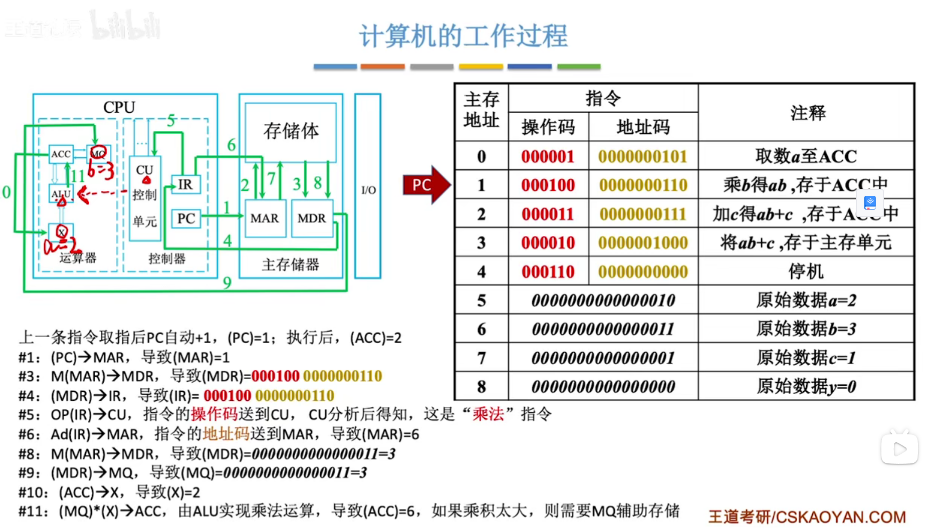 bilibili
计算机的工作过程
CPU
ACC
MQ
b=3
11
ALU
X
a=2
运算器
0
5
CU
控制
单元
IR
PC
控制器
6
1
4
9
存储体
2
7
3
8
MAR
MDR
主存储器
I/O
PC
主存地址 指令 注释
操作码 地址码
0 000001 0000000101 取数a至ACC
1 000100 0000000110 乘b得ab ,存于ACC中
2 000011 0000000111 加c得ab+c ,存于ACC中
3 000010 0000001000 将ab+c ,存于主存单元
4 000110 0000000000 停机
5 0000000000000010 原始数据a=2
6 0000000000000011 原始数据b=3
7 0000000000000001 原始数据c=1
8 0000000000000000 原始数据y=0
上一条指令取指后PC自动+1，(PC)=1；执行后，(ACC)=2
#1：(PC)→MAR，导致(MAR)=1
#3：M(MAR)→MDR，导致(MDR)=000100 0000000110
#4：(MDR)→IR，导致(IR)= 000100 0000000110
#5：OP(IR)→CU，指令的操作码送到CU， CU分析后得知，这是“乘法”指令
#6：Ad(IR)→MAR，指令的地址码送到MAR，导致(MAR)=6
#8：M(MAR)→MDR，导致(MDR)=0000000000000011=3
#9：(MDR)→MQ，导致(MQ)=0000000000000011=3
#10：(ACC)→X，导致(X)=2
#11：(MQ)*(X)→ACC，由ALU实现乘法运算，导致(ACC)=6，如果乘积太大，则需要MQ辅助存储
王道考研/CSKAOYAN.COM